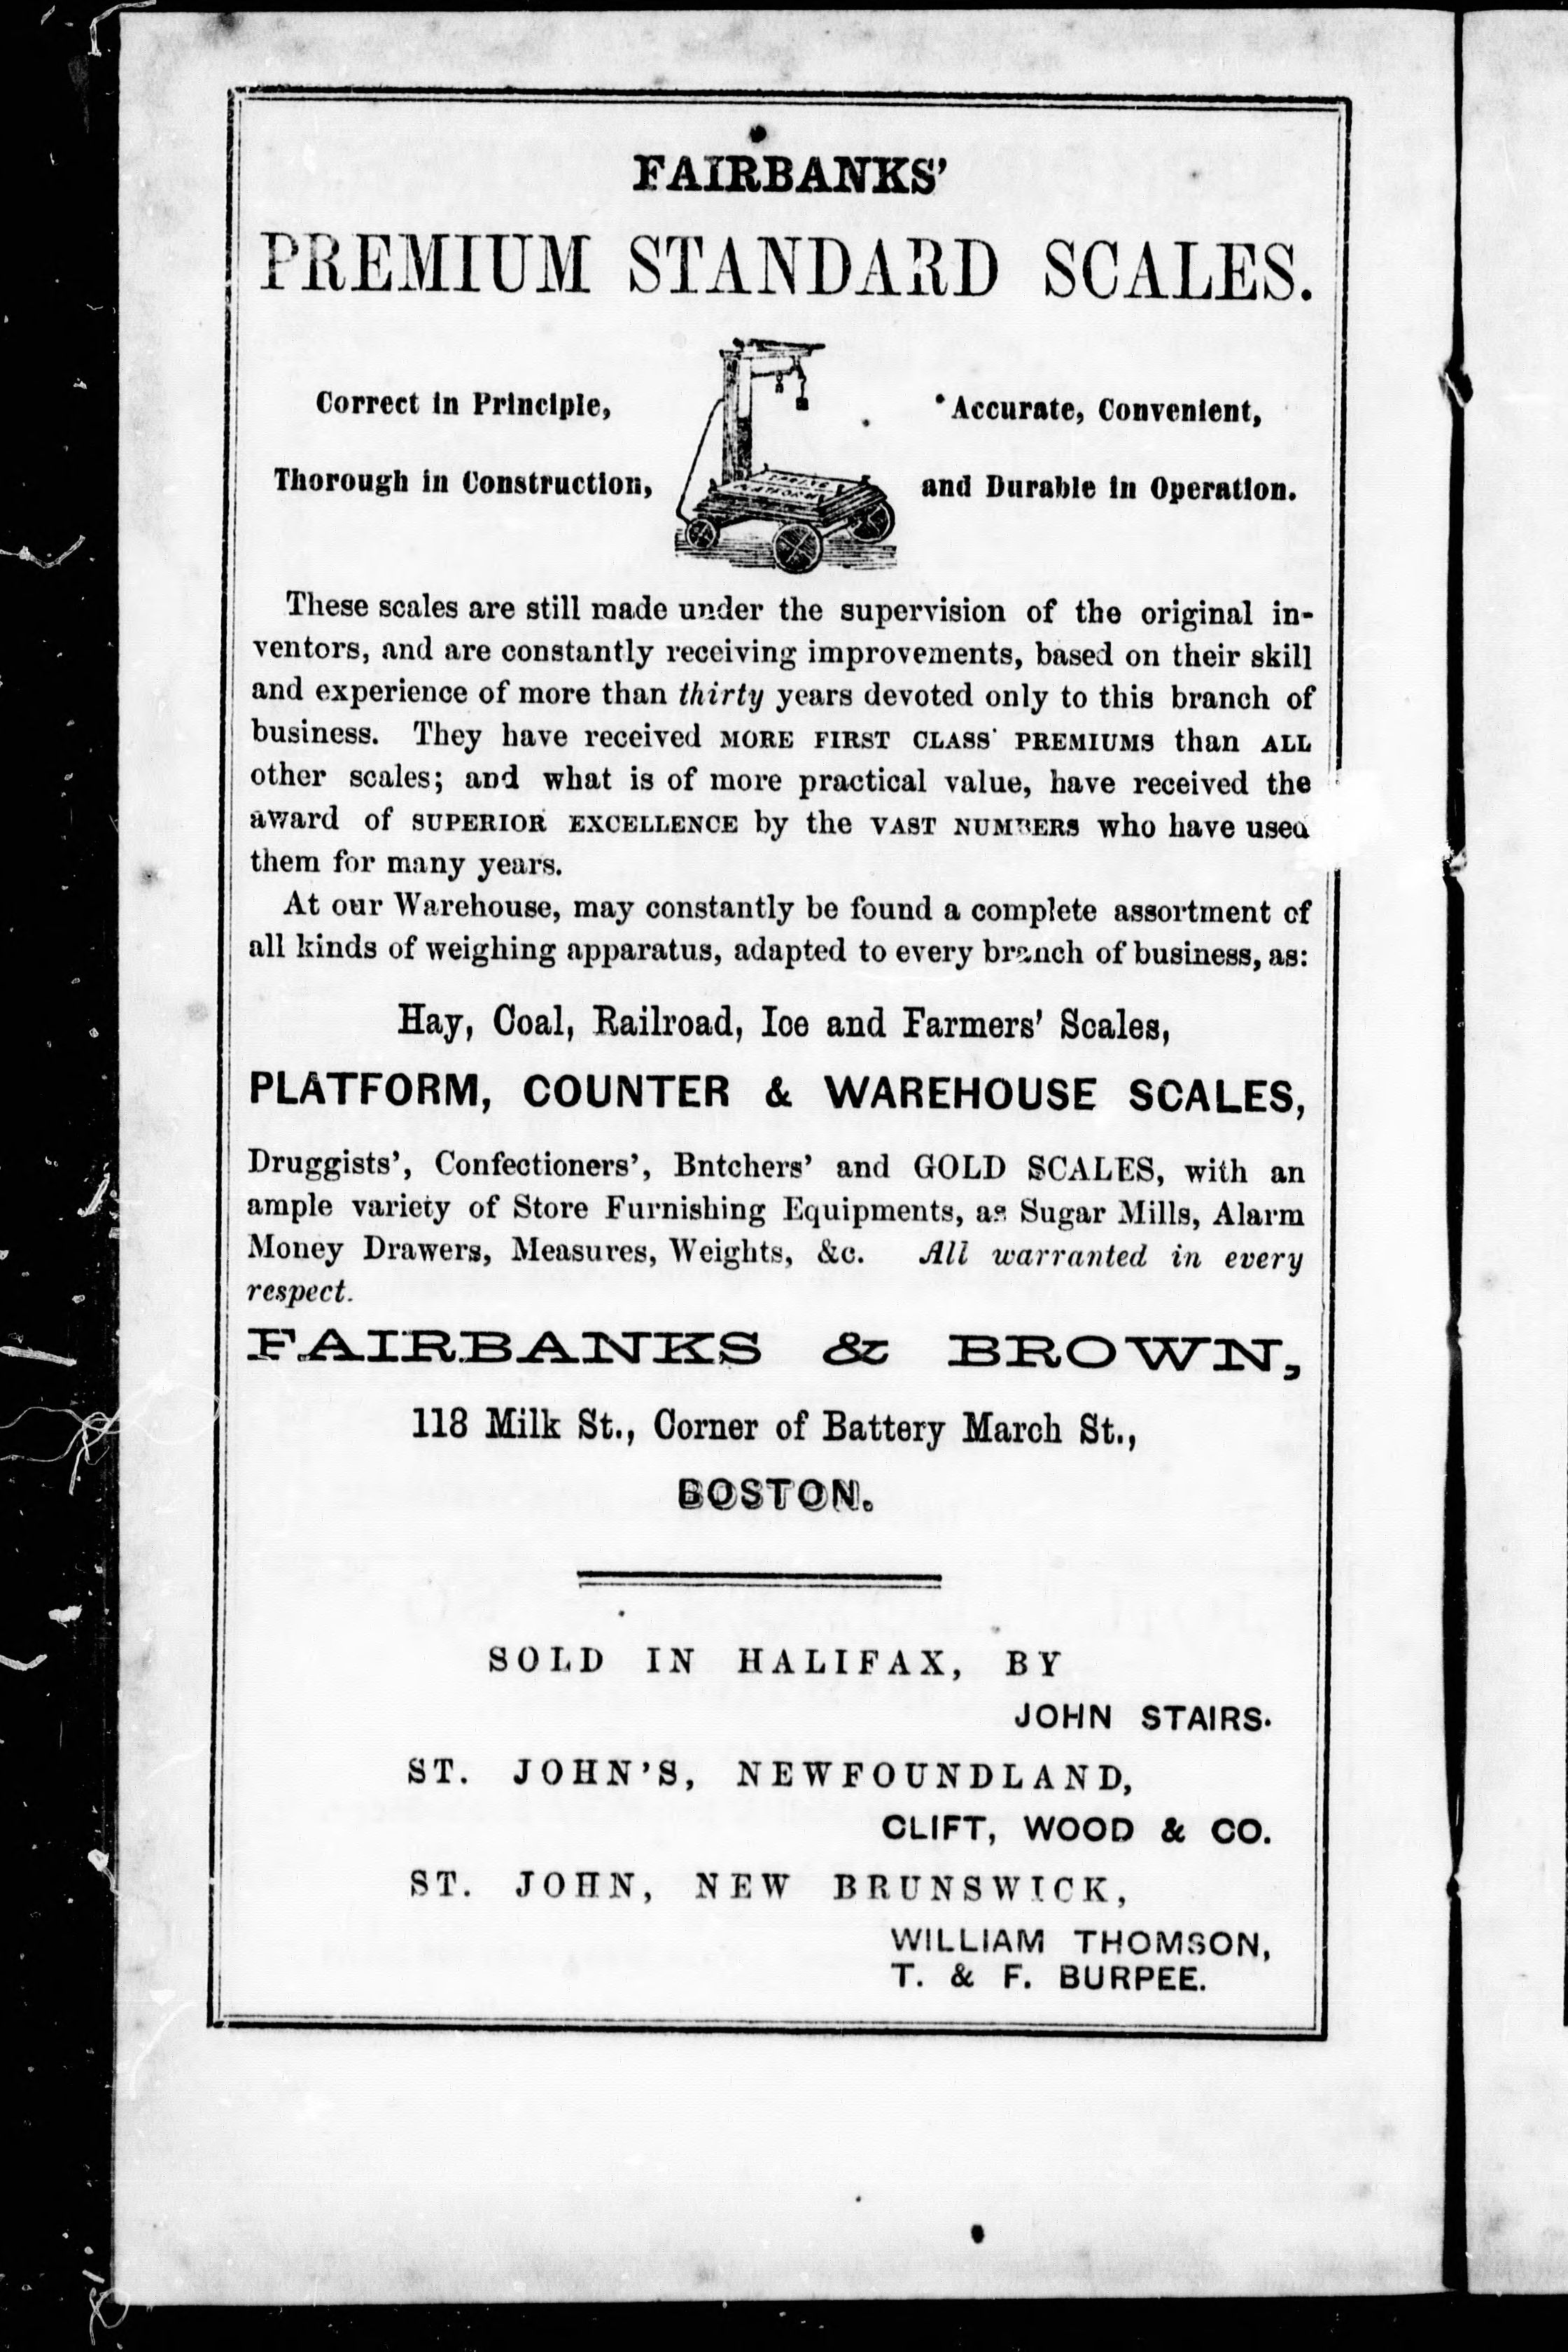 FAIRBANKS'
PREMIUM STANDARD SCALES.
Correct in Principle,
Accurate, Convenient,
Thorough in Construction,
and Durable in Operation.
These scales are still made under the supervision of the original in-
ventors, and are constantly receiving improvements, based on their skill
and experience of more than thirty years devoted only to this branch of
business. They have received MORE FIRST CLASS PREMIUMS than ALL
other scales; and what is of more practical value, have received the
award of SUPERIOR EXCELLENCE by the VAST NUMBERS who have used
them for many years.
At our Warehouse, may constantly be found a complete assortment of
all kinds of weighing apparatus, adapted to every branch of business, as:
Hay, Coal, Railroad, Ice and Farmers' Scales,
PLATFORM, COUNTER & WAREHOUSE SCALES,
Druggists', Confectioners', Bntchers' and GOLD SCALES, with an
ample variety of Store Furnishing Equipments, as Sugar Mills, Alarm
Money Drawers, Measures, Weights, &c. All warranted in every
respect.
FAIRBANKS & BROWN,
118 Milk St., Corner of Battery March St.,
BOSTON.
SOLD IN HALIFAX, BY
JOHN STAIRS.
ST. JOHN'S, NEWFOUNDLAND,
CLIFT, WOOD & CO.
ST. JOHN, NEW BRUNSWICK,
WILLIAM THOMSON,
T. & F. BURPEE.